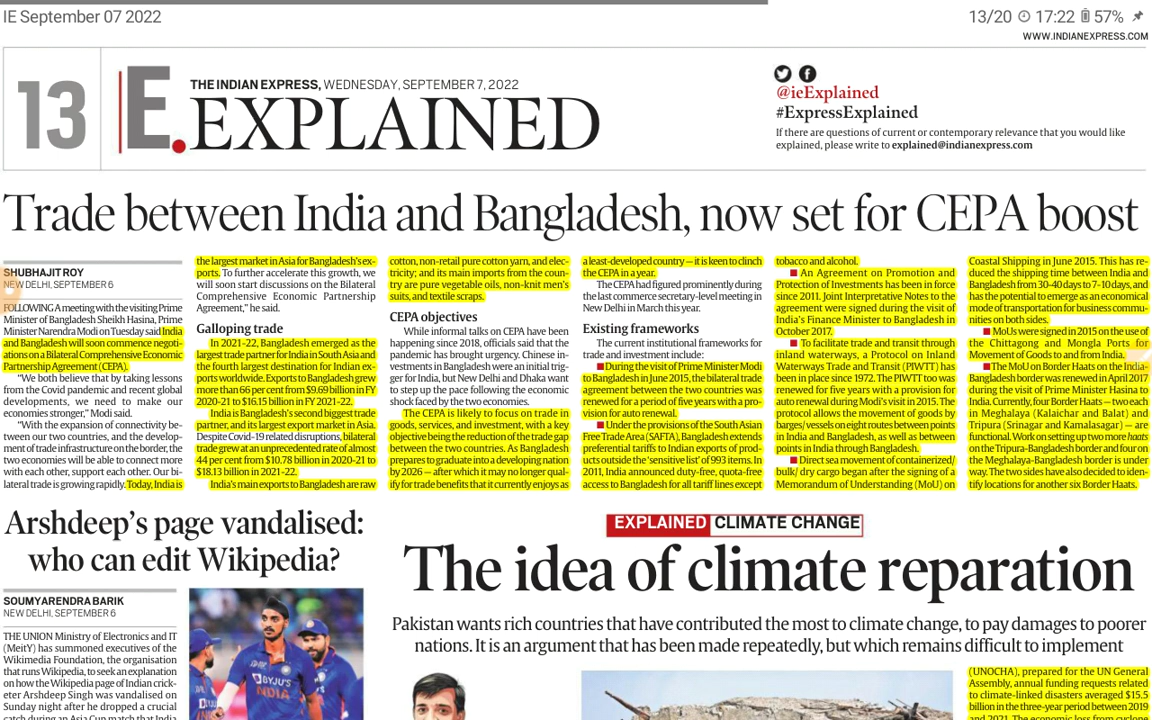 IE September 07 2022
13/20 17:22 57%
WWW.INDIANEXPRESS.COM
13
E.
THE INDIAN EXPRESS, WEDNESDAY, SEPTEMBER 7, 2022
EXPLAINED
@ieExplained
#ExpressExplained
If there are questions of current or contemporary relevance that you would like
explained, please write to explained@indianexpress.com
Trade between India and Bangladesh, now set for CEPA boost
SHUBHAJIT ROY
NEW DELHI, SEPTEMBER 6
FOLLOWING A meeting with the visiting Prime
Minister of Bangladesh Sheikh Hasina, Prime
Minister Narendra Modi on Tuesday said India
and Bangladesh will soon commence negoti-
ations on a Bilateral Comprehensive Economic
Partnership Agreement (CEPA).
"We both believe that by taking lessons
from the Covid pandemic and recent global
developments, we need to make our
economies stronger," Modi said.
"With the expansion of connectivity be-
tween our two countries, and the develop-
ment of trade infrastructure on the border, the
two economies will be able to connect more
with each other, support each other. Our bi-
lateral trade is growing rapidly. Today, India is
the largest market in Asia for Bangladesh's ex-
ports. To further accelerate this growth, we
will soon start discussions on the Bilateral
Comprehensive Economic Partnership
Agreement," he said.
Galloping trade
In 2021-22, Bangladesh emerged as the
largest trade partner for India in South Asia and
the fourth largest destination for Indian ex-
ports worldwide. Exports to Bangladesh grew
more than 66 per cent from $9.69 billion in FY
2020-21 to $16.15 billion in FY 2021-22.
India is Bangladesh's second biggest trade
partner, and its largest export market in Asia.
Despite Covid-19 related disruptions, bilateral
trade grew at an unprecedented rate of almost
44 per cent from $10.78 billion in 2020-21 to
$18.13 billion in 2021-22.
India's main exports to Bangladesh are raw
cotton, non-retail pure cotton yarn, and elec-
tricity; and its main imports from the coun-
try are pure vegetable oils, non-knit men's
suits, and textile scraps.
CEPA objectives
While informal talks on CEPA have been
happening since 2018, officials said that the
pandemic has brought urgency. Chinese in-
vestments in Bangladesh were an initial trig-
ger for India, but New Delhi and Dhaka want
to step up the pace following the economic
shock faced by the two economies.
The CEPA is likely to focus on trade in
goods, services, and investment, with a key
objective being the reduction of the trade gap
between the two countries. As Bangladesh
prepares to graduate into a developing nation
by 2026 — after which it may no longer qual-
ify for trade benefits that it currently enjoys as
a least-developed country — it is keen to clinch
the CEPA in a year.
The CEPA had figured prominently during
the last commerce secretary-level meeting in
New Delhi in March this year.
Existing frameworks
The current institutional frameworks for
trade and investment include:
■ During the visit of Prime Minister Modi
to Bangladesh in June 2015, the bilateral trade
agreement between the two countries was
renewed for a period of five years with a pro-
vision for auto renewal.
■ Under the provisions of the South Asian
Free Trade Area (SAFTA), Bangladesh extends
preferential tariffs to Indian exports of prod-
ucts outside the 'sensitive list' of 993 items. In
2011, India announced duty-free, quota-free
access to Bangladesh for all tariff lines except
tobacco and alcohol.
■ An Agreement on Promotion and
Protection of Investments has been in force
since 2011. Joint Interpretative Notes to the
agreement were signed during the visit of
India's Finance Minister to Bangladesh in
October 2017.
■ To facilitate trade and transit through
inland waterways, a Protocol on Inland
Waterways Trade and Transit (PIWTT) has
been in place since 1972. The PIWTT was
renewed for five years with a provision for
auto renewal during Modi's visit in 2015. The
protocol allows the movement of goods by
barges/vessels on eight routes between points
in India and Bangladesh, as well as between
points in India through Bangladesh.
■ Direct sea movement of containerized/
bulk/ dry cargo began after the signing of a
Memorandum of Understanding (MoU) on
Coastal Shipping in June 2015. This has re-
duced the shipping time between India and
Bangladesh from 30-40 days to 7-10 days, and
has the potential to emerge as an economical
mode of transportation for business commu-
nities on both sides.
■ MoUs were signed in 2015 on the use of
the Chittagong and Mongla Ports for
Movement of Goods to and from India.
■ The MoU on Border Haats on the India-
Bangladesh border was renewed in April 2017
during the visit of Prime Minister Hasina to
India. Currently, four Border Haats — two each
in Meghalaya (Kalaichar and Balat) and
Tripura (Srinagar and Kamalasagar) — are
functional. Work on setting up two more haats
on the Tripura-Bangladesh border and four on
the Meghalaya-Bangladesh border is under
way. The two sides have also decided to iden-
tify locations for another six Border Haats.
Arshdeep's page vandalised:
who can edit Wikipedia?
SOUMYARENDRA BARIK
NEW DELHI, SEPTEMBER 6
THE UNION Ministry of Electronics and IT
(MeitY) has summoned executives of the
Wikimedia Foundation, the organisation
that runs Wikipedia, to seek an explanation
on how the Wikipedia page of Indian crick-
eter Arshdeep Singh was vandalised on
Sunday night after he dropped a crucial
catch during an Asia Cup match that India
BYJU'S
INDIA
EXPLAINED CLIMATE CHANGE
The idea of climate reparation
Pakistan wants rich countries that have contributed the most to climate change, to pay damages to poorer
nations. It is an argument that has been made repeatedly, but which remains difficult to implement
(UNOCHA), prepared for the UN General
Assembly, annual funding requests related
to climate-linked disasters averaged $15.5
billion in the three-year period between 2019
and 2021. The economic loss from cyclone